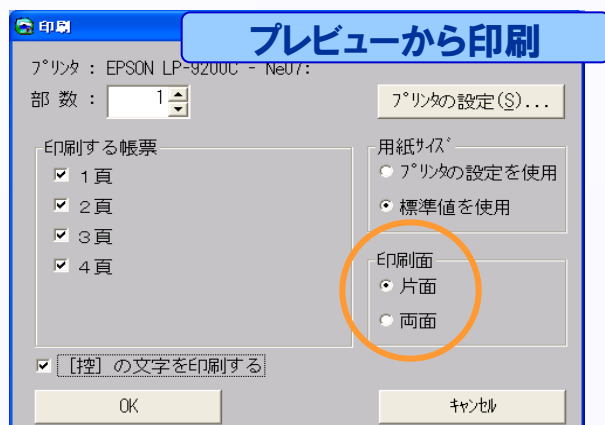 印刷
プレビューから印刷
プリンタ : EPSON LP-9200C - Ne07:
部 数 : 1
プリンタの設定(S)...
印刷する帳票
1頁
2頁
3頁
4頁
用紙サイズ
プリンタの設定を使用
標準値を使用
印刷面
片面
両面
[控] の文字を印刷する
OK
キャンセル